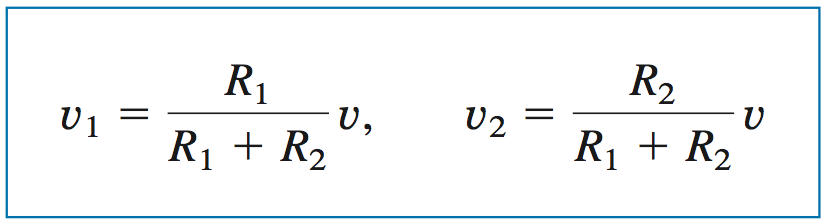 v₁ = R₁ / (R₁ + R₂) v, v₂ = R₂ / (R₁ + R₂) v